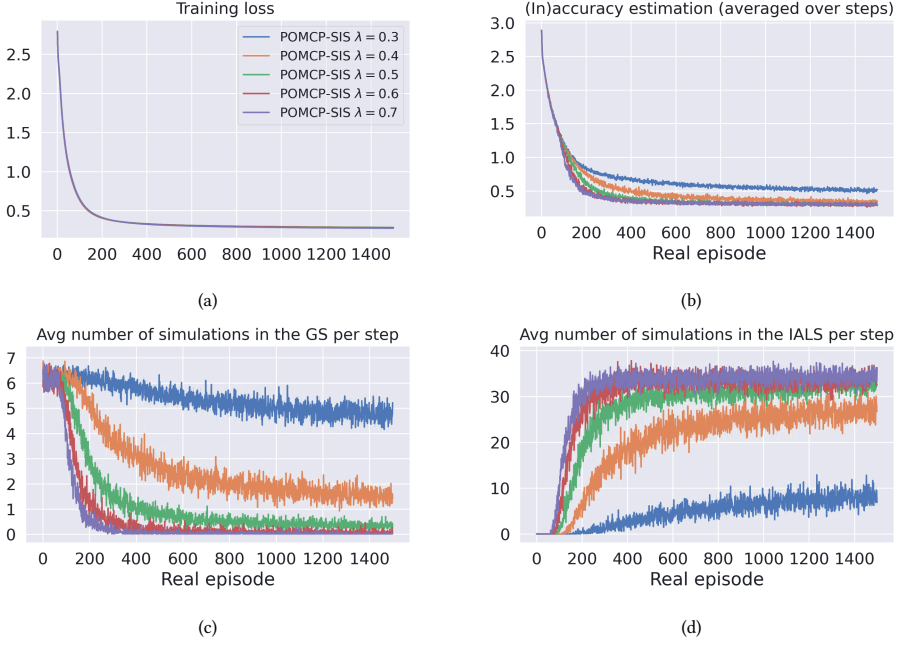 Training loss
2.5
2.0
1.5
1.0
0.5
POMCP-SIS λ = 0.3
POMCP-SIS λ = 0.4
POMCP-SIS λ = 0.5
POMCP-SIS λ = 0.6
POMCP-SIS λ = 0.7
0 200 400 600 800 1000 1200 1400
(a)
(In)accuracy estimation (averaged over steps)
3.0
2.5
2.0
1.5
1.0
0.5
0 200 400 600 800 1000 1200 1400
Real episode
(b)
Avg number of simulations in the GS per step
7
6
5
4
3
2
1
0
0 200 400 600 800 1000 1200 1400
Real episode
(c)
Avg number of simulations in the IALS per step
40
30
20
10
0
0 200 400 600 800 1000 1200 1400
Real episode
(d)